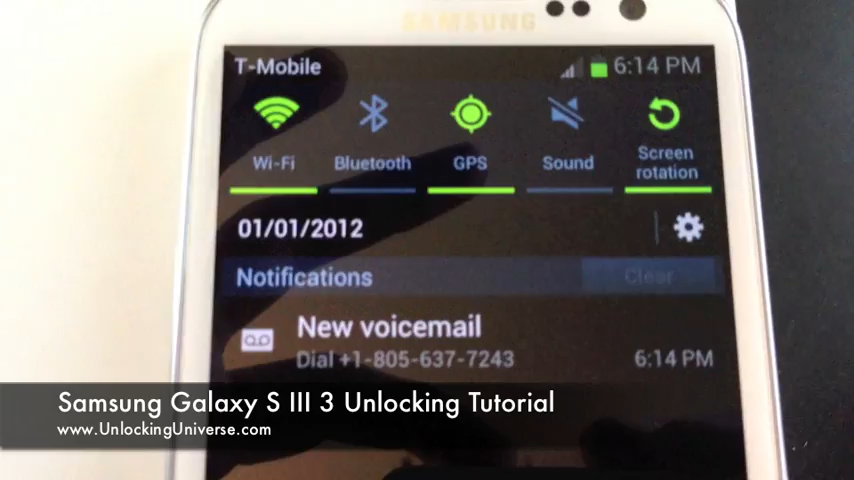 SAMSUNG
T-Mobile 6:14 PM
Wi-Fi Bluetooth GPS Sound Screen rotation
01/01/2012
Notifications Clear
New voicemail
Dial +1-805-637-7243 6:14 PM
Samsung Galaxy S III 3 Unlocking Tutorial
www.UnlockingUniverse.com